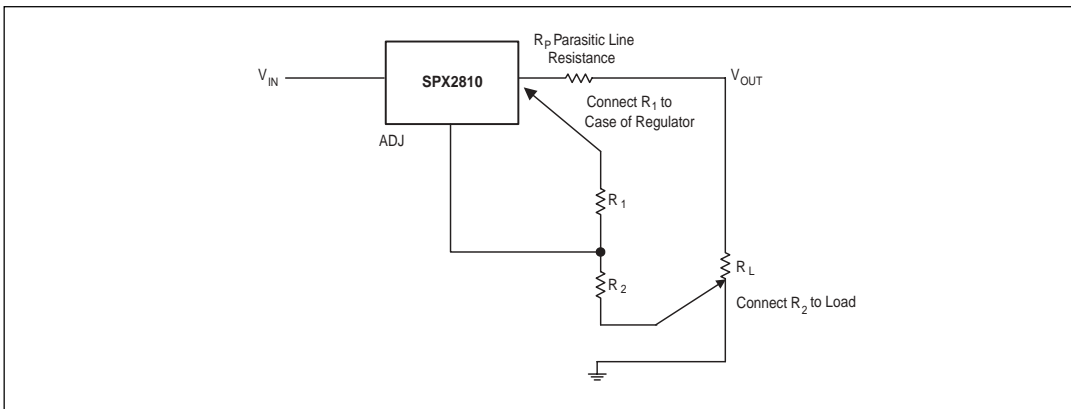 R_P Parasitic Line
Resistance
V_IN
SPX2810
V_OUT
Connect R_1 to
Case of Regulator
ADJ
R_1
R_2
R_L
Connect R_2 to Load